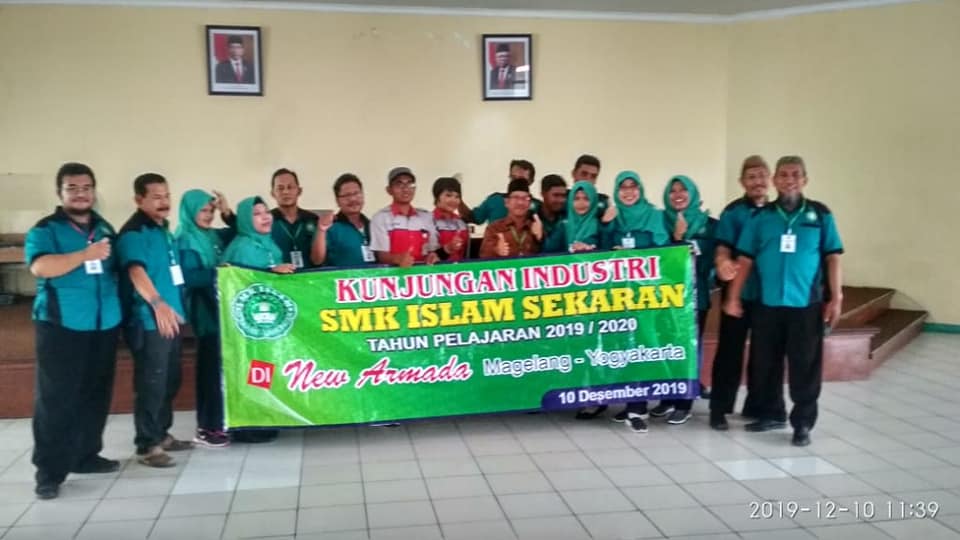 KUNJUNGAN INDUSTRI
SMK ISLAM SEKARAN
TAHUN PELAJARAN 2019 / 2020
DI New Armada Magelang - Yogyakarta
10 Desember 2019
2019-12-10 11:39